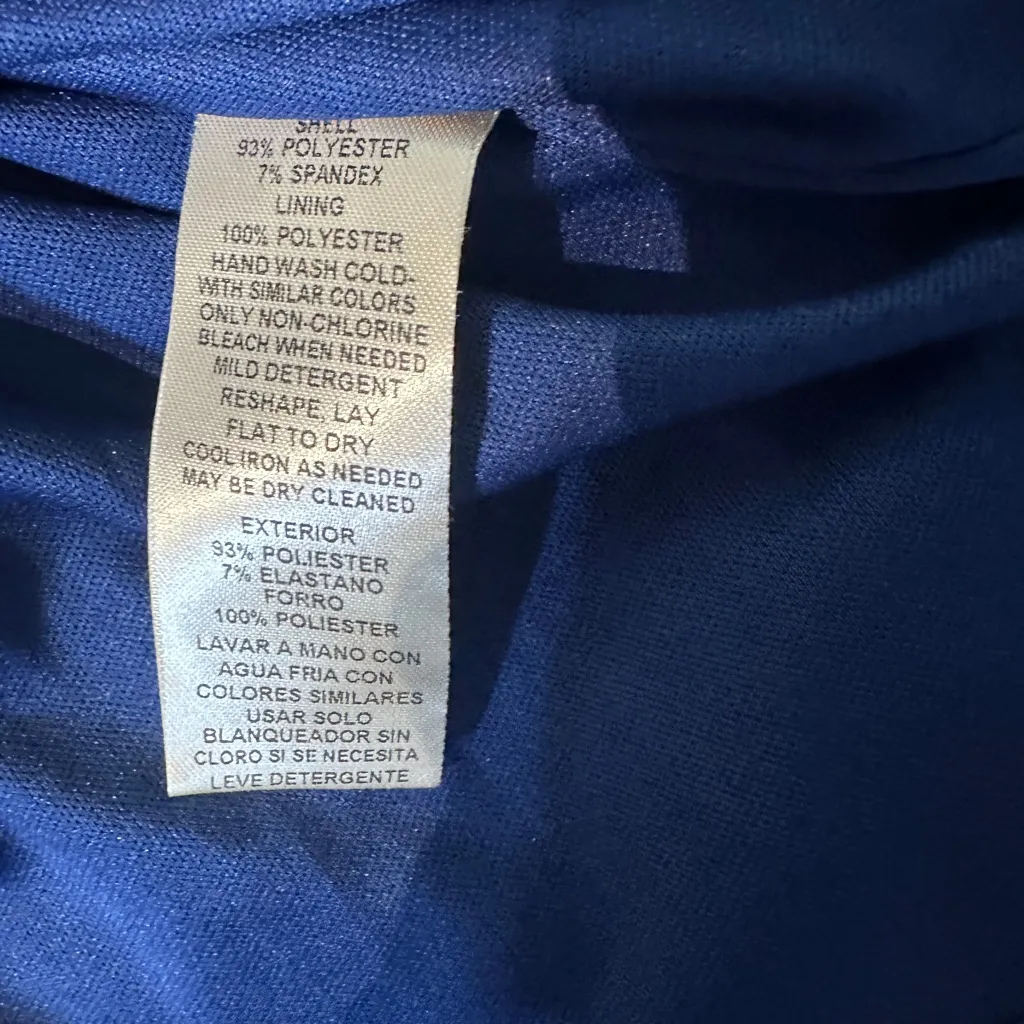 SHELL
93% POLYESTER
7% SPANDEX
LINING
100% POLYESTER
HAND WASH COLD-
WITH SIMILAR COLORS
ONLY NON-CHLORINE
BLEACH WHEN NEEDED
MILD DETERGENT
RESHAPE, LAY
FLAT TO DRY
COOL IRON AS NEEDED
MAY BE DRY CLEANED
EXTERIOR
93% POLIESTER
7% ELASTANO
FORRO
100% POLIESTER
LAVAR A MANO CON
AGUA FRIA CON
COLORES SIMILARES
USAR SOLO
BLANQUEADOR SIN
CLORO SI SE NECESITA
LEVE DETERGENTE